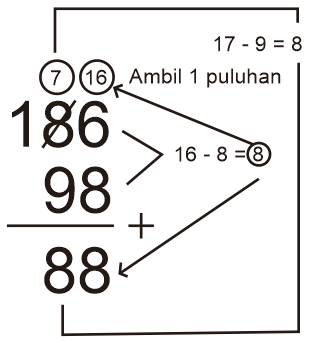 17 - 9 = 8
7 16 Ambil 1 puluhan
186
16 - 8 = 8
98
+
88